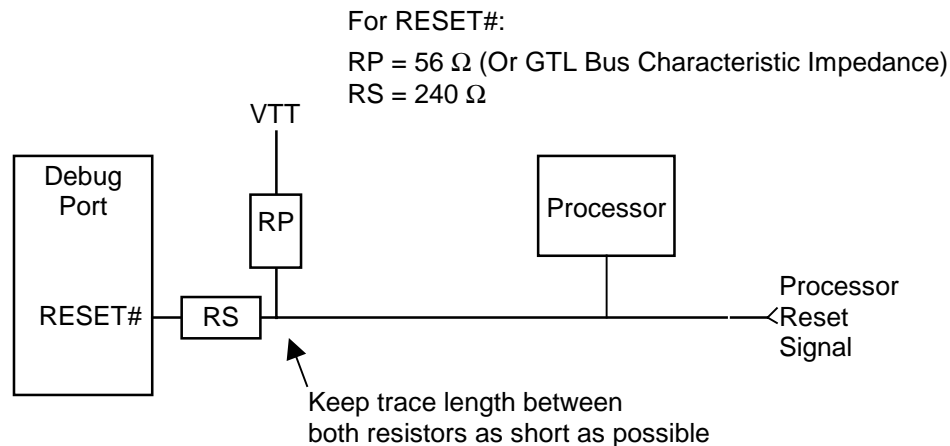 For RESET#:
RP = 56 Ω (Or GTL Bus Characteristic Impedance)
RS = 240 Ω
VTT
Debug
Port
RP
Processor
RESET#
RS
Processor
Reset
Signal
Keep trace length between
both resistors as short as possible